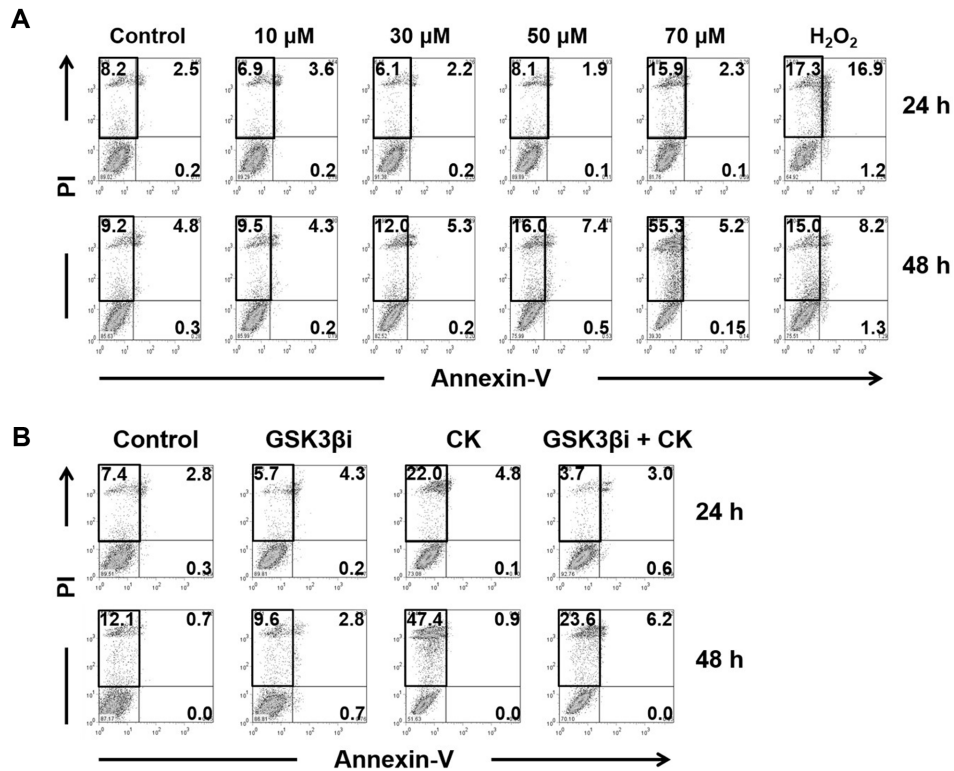 A
Control 10 µM 30 µM 50 µM 70 µM H₂O₂
8.2 2.5 6.9 3.6 6.1 2.2 8.1 1.9 15.9 2.3 17.3 16.9
24 h
0.2 0.2 0.2 0.1 0.1 1.2
PI
9.2 4.8 9.5 4.3 12.0 5.3 16.0 7.4 55.3 5.2 15.0 8.2
48 h
0.3 0.2 0.2 0.5 0.15 1.3
Annexin-V
B
Control GSK3βi CK GSK3βi + CK
7.4 2.8 5.7 4.3 22.0 4.8 3.7 3.0
24 h
0.3 0.2 0.1 0.6
PI
12.1 0.7 9.6 2.8 47.4 0.9 23.6 6.2
48 h
0.0 0.7 0.0 0.0
Annexin-V